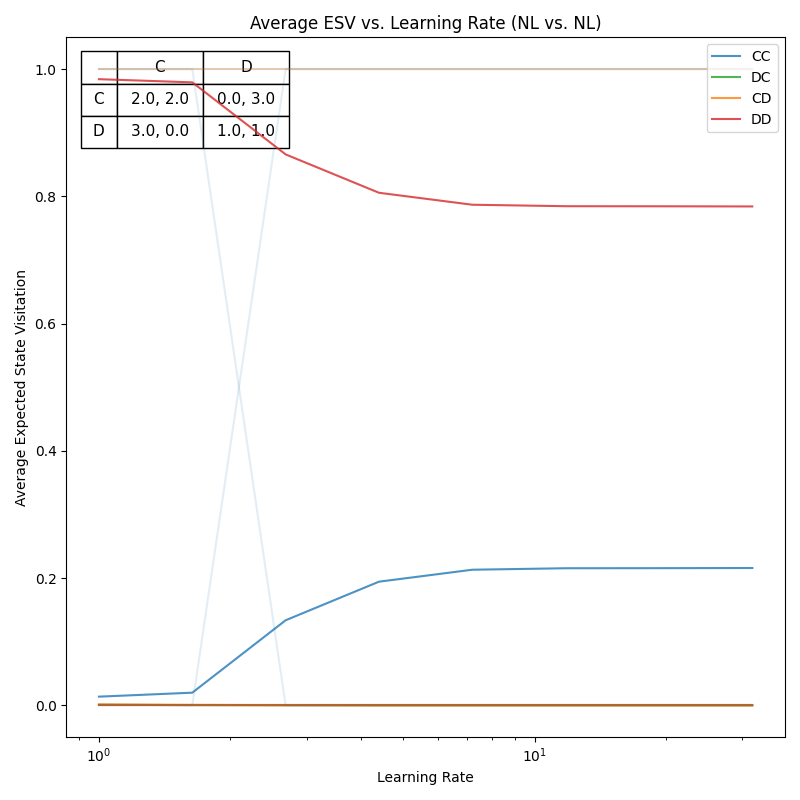 Average ESV vs. Learning Rate (NL vs. NL)
C D
C 2.0, 2.0 0.0, 3.0
D 3.0, 0.0 1.0, 1.0
CC
DC
CD
DD
1.0
0.8
0.6
0.4
0.2
0.0
Average Expected State Visitation
10⁰ 10¹
Learning Rate